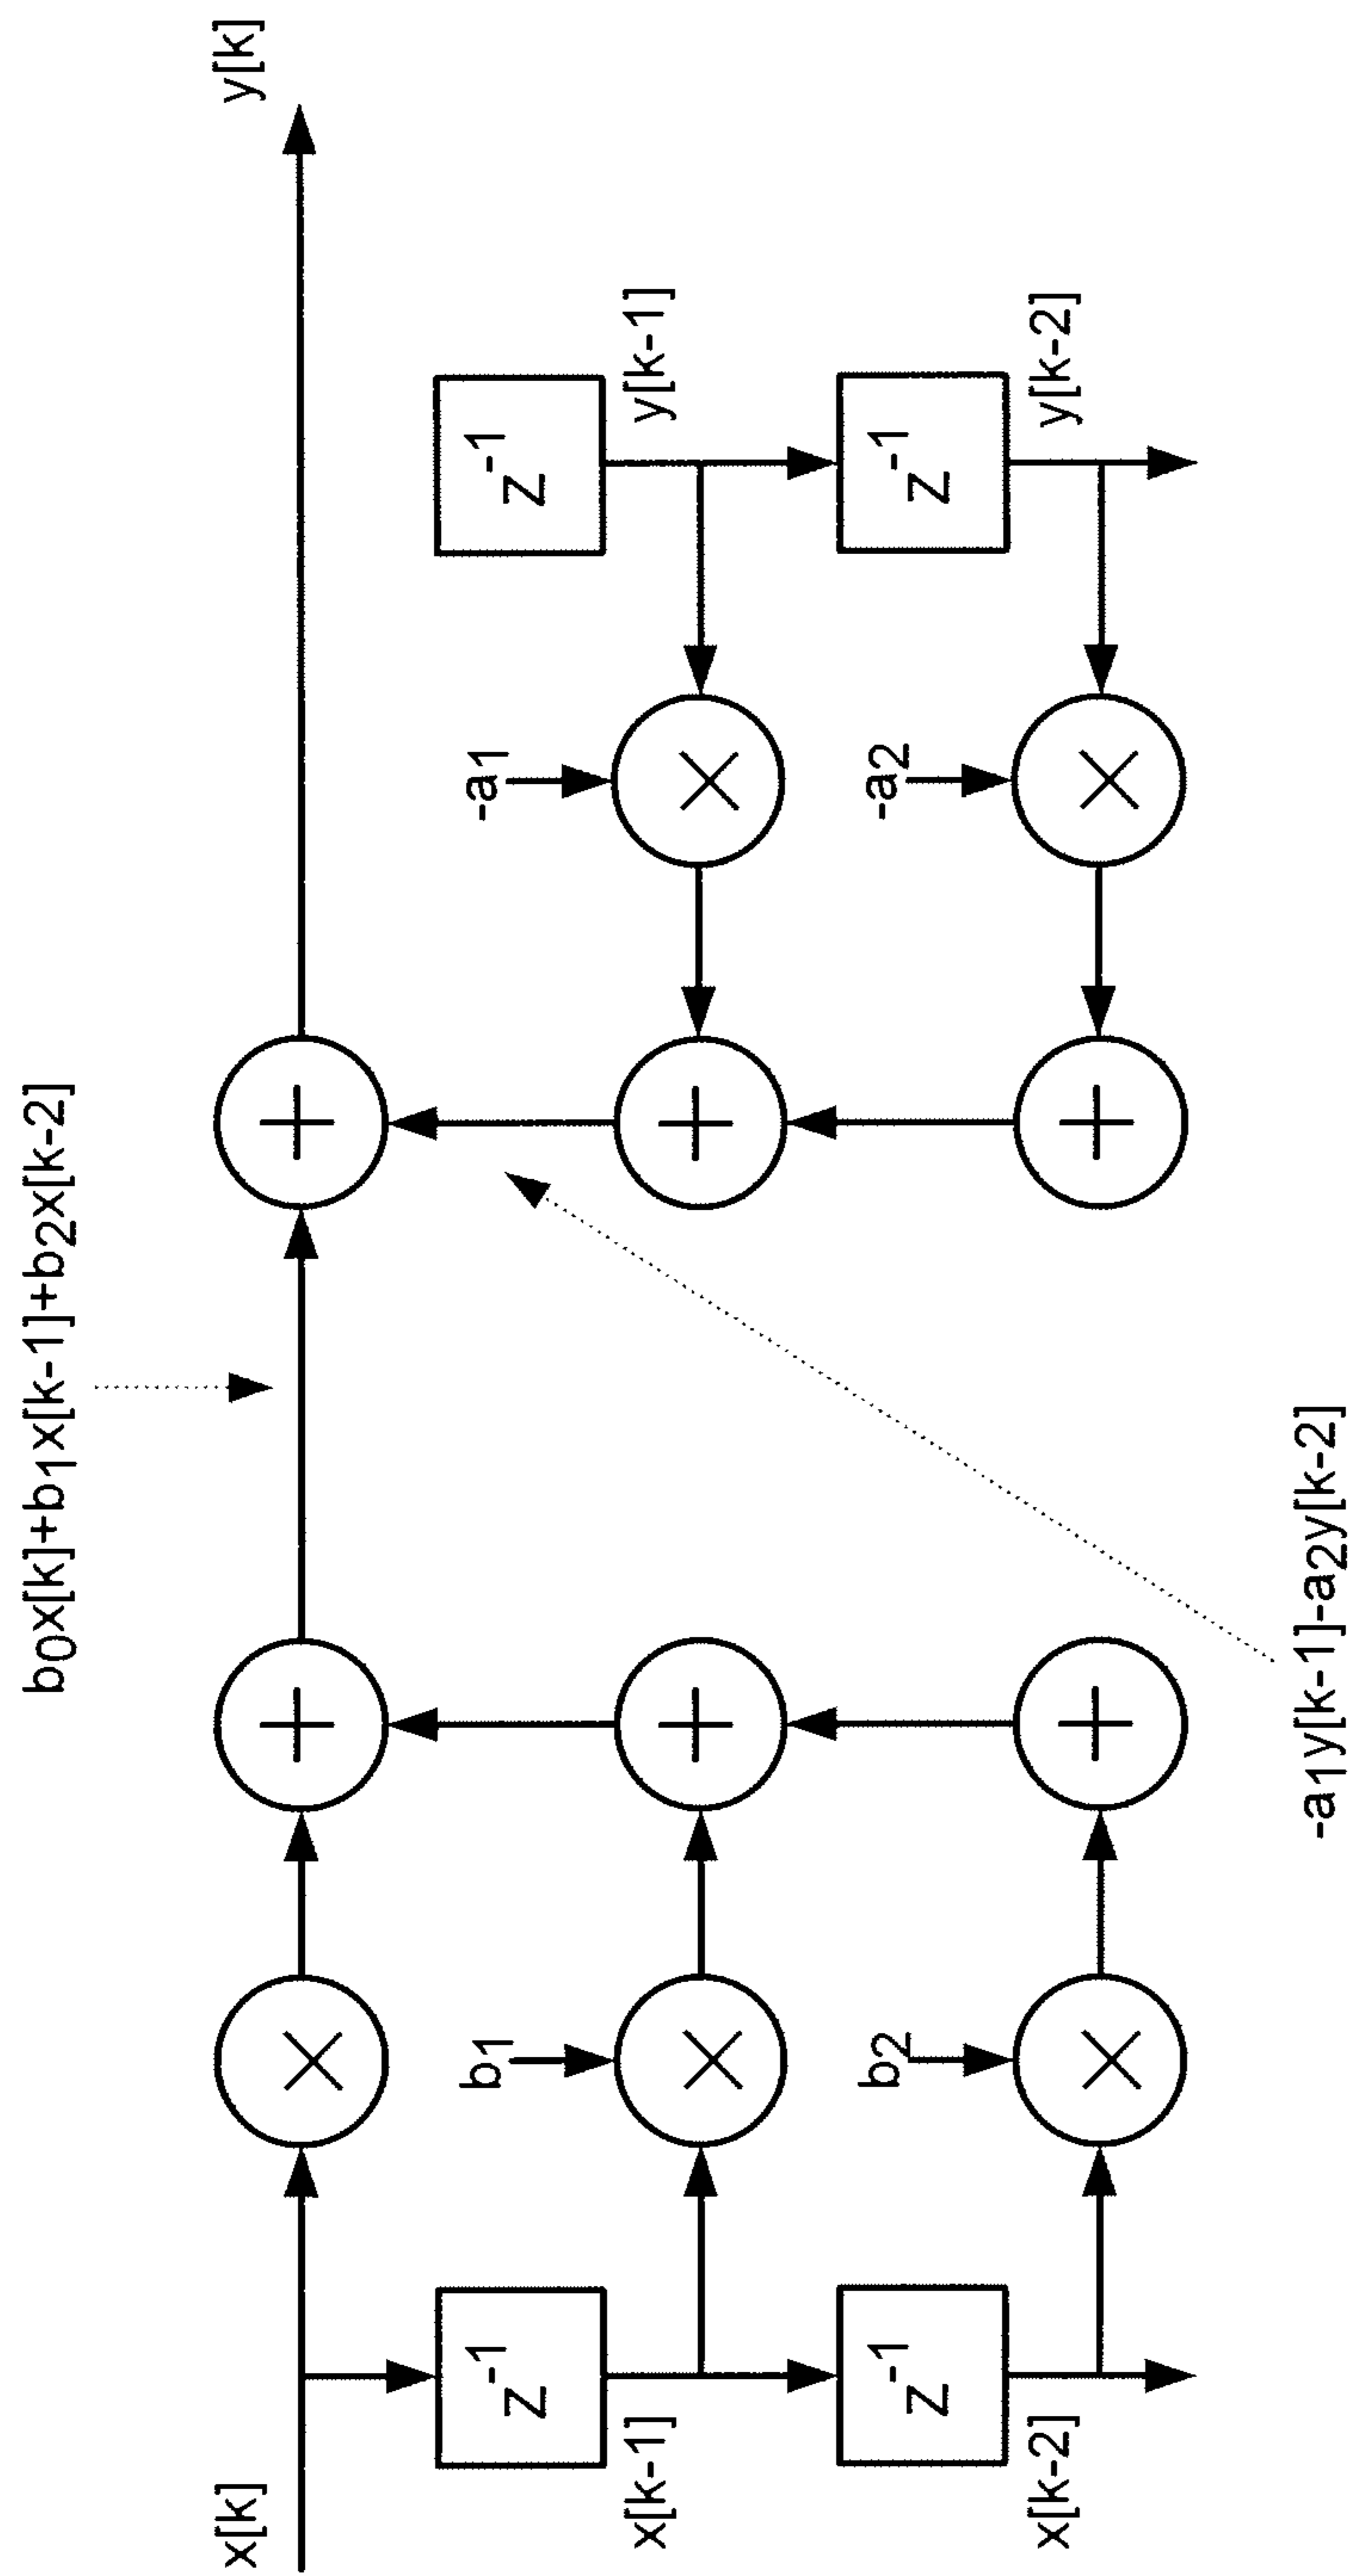 b0x[k]+b1x[k-1]+b2x[k-2]
x[k]
y[k]
z-1
b1
-a1
z-1
x[k-1]
y[k-1]
z-1
b2
-a2
z-1
x[k-2]
y[k-2]
-a1y[k-1]-a2y[k-2]